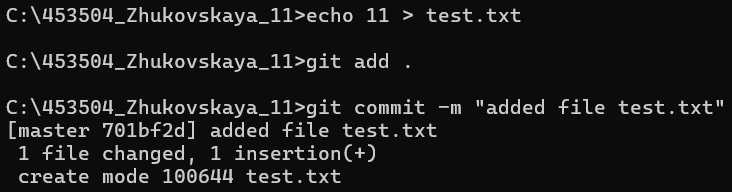 C:\453504_Zhukovskaya_11>echo 11 > test.txt
C:\453504_Zhukovskaya_11>git add .
C:\453504_Zhukovskaya_11>git commit -m "added file test.txt"
[master 701bf2d] added file test.txt
 1 file changed, 1 insertion(+)
 create mode 100644 test.txt